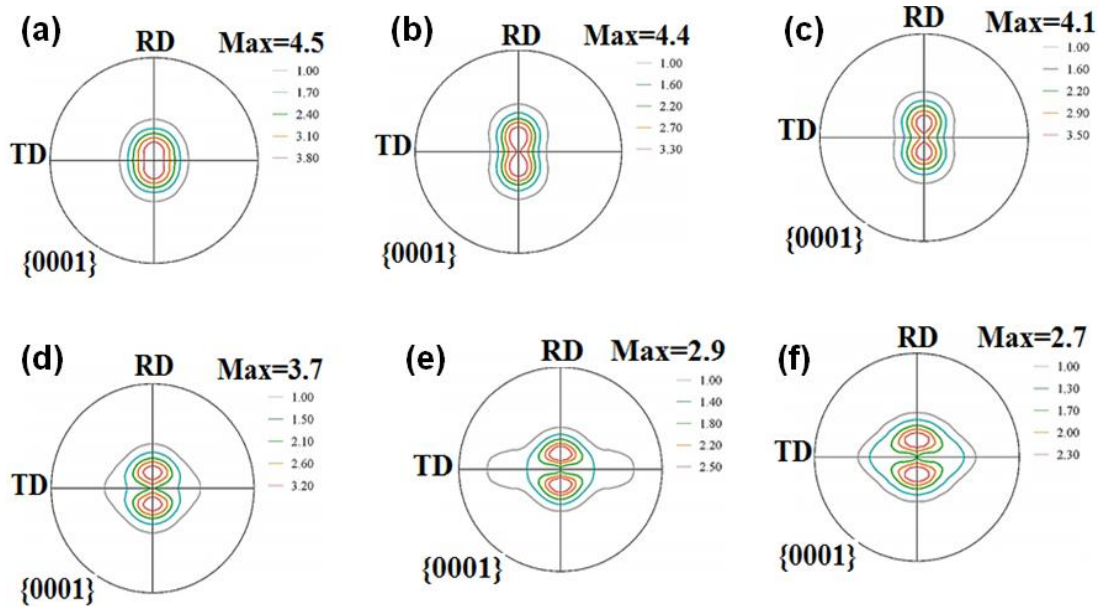 (a)
RD
Max=4.5
1.00
1.70
2.40
3.10
3.80
TD
{0001}
(b)
RD
Max=4.4
1.00
1.60
2.20
2.70
3.30
TD
{0001}
(c)
RD
Max=4.1
1.00
1.60
2.20
2.90
3.50
TD
{0001}
(d)
RD
Max=3.7
1.00
1.50
2.10
2.60
3.20
TD
{0001}
(e)
RD
Max=2.9
1.00
1.40
1.80
2.20
2.50
TD
{0001}
(f)
RD
Max=2.7
1.00
1.30
1.70
2.00
2.30
TD
{0001}